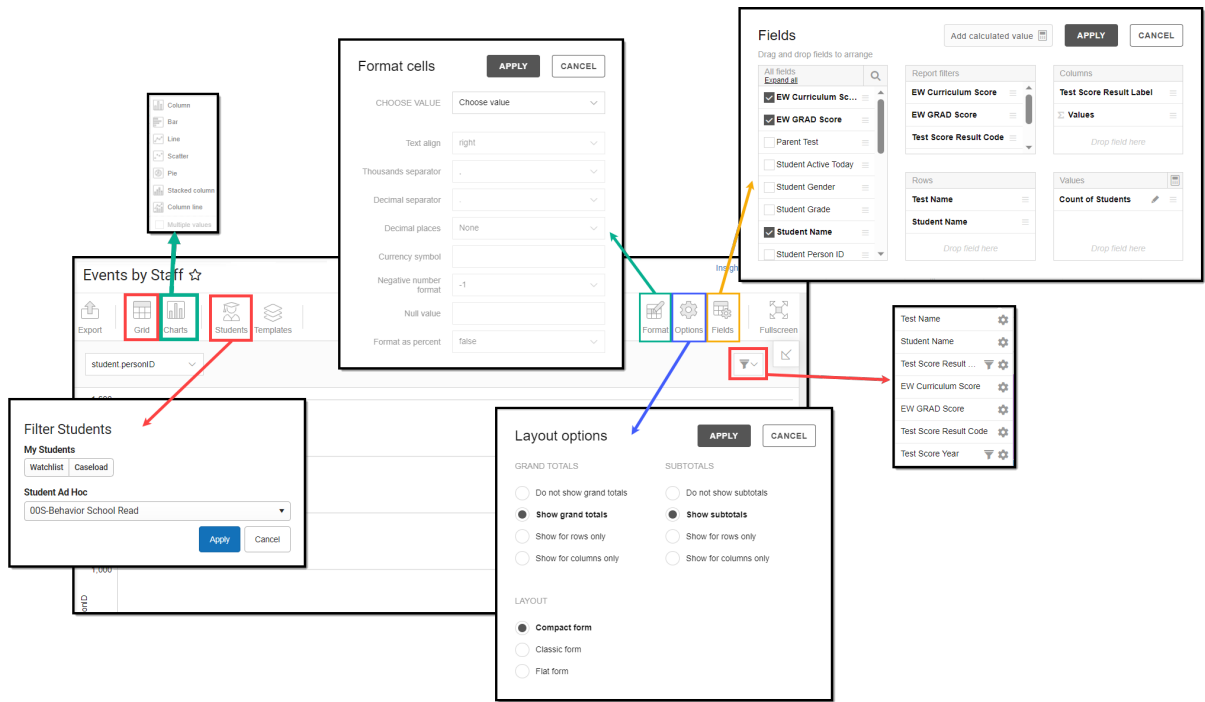 Column
Bar
Line
Scatter
Pie
Stacked column
Column line
Multiple values
Format cells
APPLY
CANCEL
CHOOSE VALUE
Choose value
Text align
right
Thousands separator
,
Decimal separator
.
Decimal places
None
Currency symbol
Negative number
format
-1
Null value
Format as percent
false
Fields
Add calculated value
APPLY
CANCEL
Drag and drop fields to arrange
All fields
Expand all
EW Curriculum Sc...
EW GRAD Score
Parent Test
Student Active Today
Student Gender
Student Grade
Student Name
Student Person ID
Report filters
EW Curriculum Score
EW GRAD Score
Test Score Result Code
Columns
Test Score Result Label
Σ Values
Drop field here
Rows
Test Name
Student Name
Drop field here
Values
Count of Students
Drop field here
Events by Staff
Insigh
Export
Grid
Charts
Students
Templates
Format
Options
Fields
Fullscreen
student.personID
1,500
1,000
onID
Filter Students
My Students
Watchlist
Caseload
Student Ad Hoc
00S-Behavior School Read
Apply
Cancel
Layout options
APPLY
CANCEL
GRAND TOTALS
SUBTOTALS
Do not show grand totals
Do not show subtotals
Show grand totals
Show subtotals
Show for rows only
Show for rows only
Show for columns only
Show for columns only
LAYOUT
Compact form
Classic form
Flat form
Test Name
Student Name
Test Score Result ...
EW Curriculum Score
EW GRAD Score
Test Score Result Code
Test Score Year